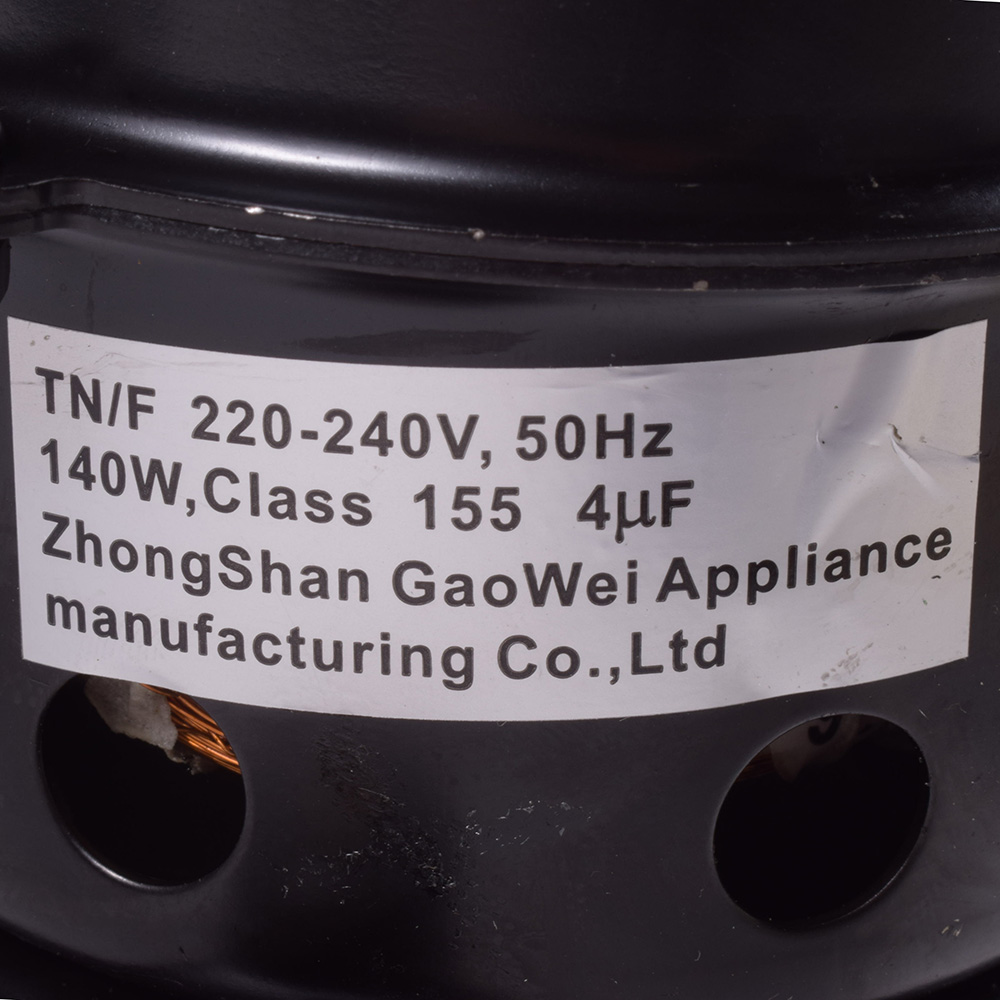 TN/F 220-240V, 50Hz
140W,Class 155 4μF
ZhongShan GaoWei Appliance
manufacturing Co.,Ltd